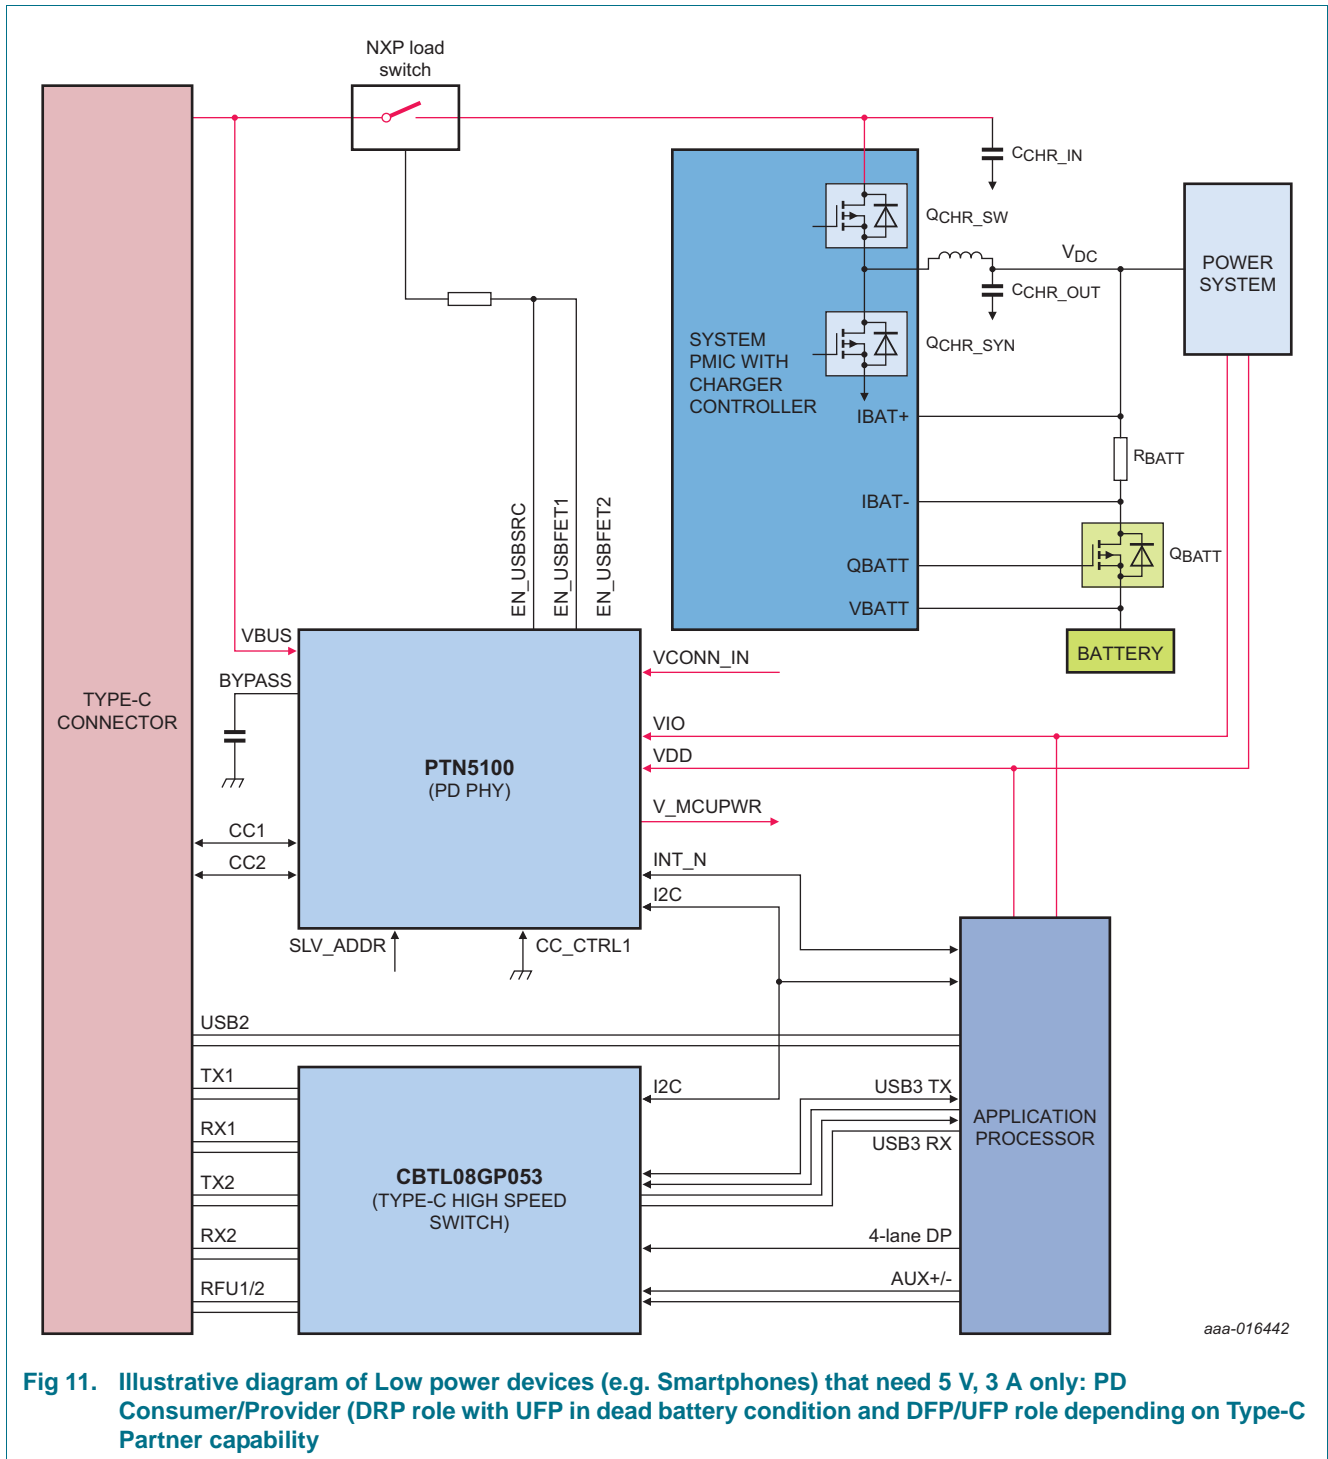 NXP load
switch
CCHR_IN
QCHR_SW
VDC
CCHR_OUT
POWER
SYSTEM
SYSTEM
PMIC WITH
CHARGER
CONTROLLER
QCHR_SYN
IBAT+
RBATT
IBAT-
QBATT
QBATT
VBATT
BATTERY
EN_USBSRC
EN_USBFET1
EN_USBFET2
VBUS
BYPASS
VCONN_IN
VIO
VDD
V_MCUPWR
INT_N
I2C
TYPE-C
CONNECTOR
PTN5100
(PD PHY)
CC1
CC2
SLV_ADDR
CC_CTRL1
USB2
TX1
RX1
TX2
RX2
RFU1/2
I2C
CBTL08GP053
(TYPE-C HIGH SPEED
SWITCH)
USB3 TX
USB3 RX
4-lane DP
AUX+/-
APPLICATION
PROCESSOR
aaa-016442
Fig 11. Illustrative diagram of Low power devices (e.g. Smartphones) that need 5 V, 3 A only: PD
Consumer/Provider (DRP role with UFP in dead battery condition and DFP/UFP role depending on Type-C
Partner capability